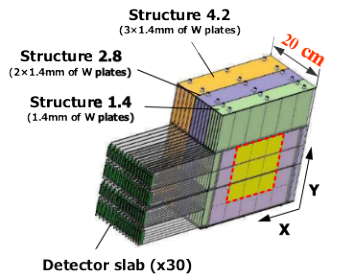 Structure 4.2
(3×1.4mm of W plates)
20 cm
Structure 2.8
(2×1.4mm of W plates)
Structure 1.4
(1.4mm of W plates)
Y
X
Detector slab (x30)